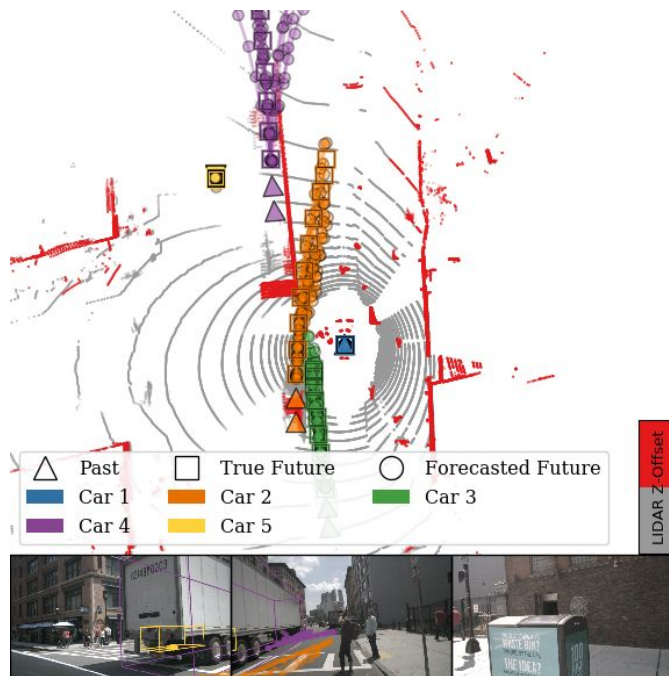 LIDAR Z-Offset
Past True Future Forecasted Future
Car 1 Car 2 Car 3
Car 4 Car 5
WASTE BIN?
THE IDEA?